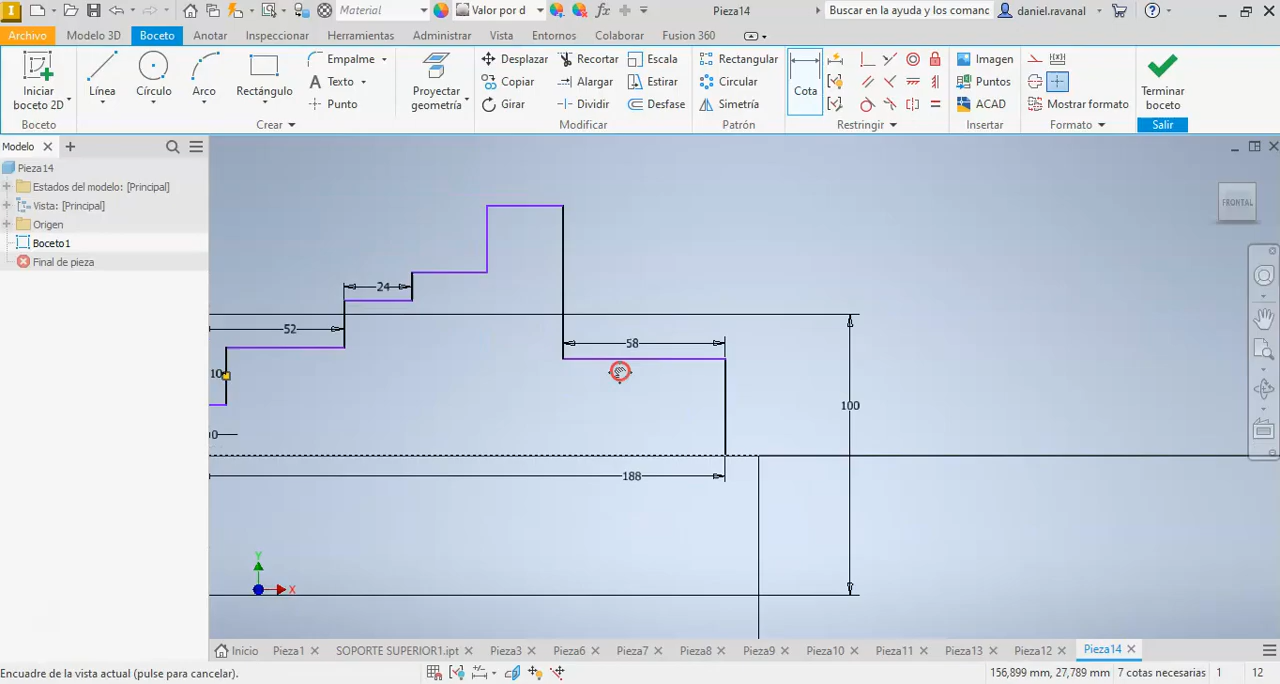 Material
Valor por d
fx
Pieza14
Buscar en la ayuda y los comanc
daniel.ravanal
Archivo
Modelo 3D
Boceto
Anotar
Inspeccionar
Herramientas
Administrar
Vista
Entornos
Colaborar
Fusion 360
Iniciar
boceto 2D
Línea
Círculo
Arco
Rectángulo
Empalme
Texto
Punto
Proyectar
geometría
Desplazar
Copiar
Girar
Recortar
Alargar
Dividir
Escala
Estirar
Desfase
Rectangular
Circular
Simetría
Cota
Imagen
Puntos
ACAD
Mostrar formato
Terminar
boceto
Boceto
Crear
Modificar
Patrón
Restringir
Insertar
Formato
Salir
Modelo
Pieza14
Estados del modelo: [Principal]
Vista: [Principal]
Origen
Boceto1
Final de pieza
FRONTAL
24
52
58
10
100
0
188
Y
X
Inicio
Pieza1
SOPORTE SUPERIOR1.ipt
Pieza3
Pieza6
Pieza7
Pieza8
Pieza9
Pieza10
Pieza11
Pieza13
Pieza12
Pieza14
Encuadre de la vista actual (pulse para cancelar).
156,899 mm, 27,789 mm
7 cotas necesarias
1
12